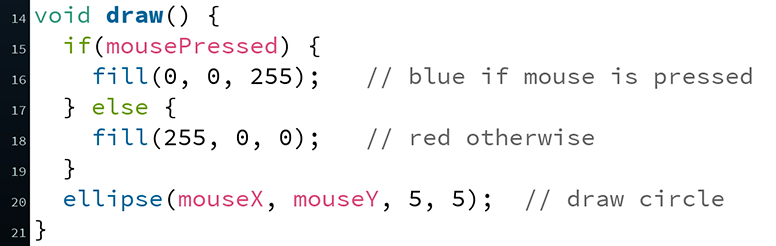 14 void draw() {
15   if(mousePressed) {
16     fill(0, 0, 255);   // blue if mouse is pressed
17   } else {
18     fill(255, 0, 0);   // red otherwise
19   }
20   ellipse(mouseX, mouseY, 5, 5);  // draw circle
21 }